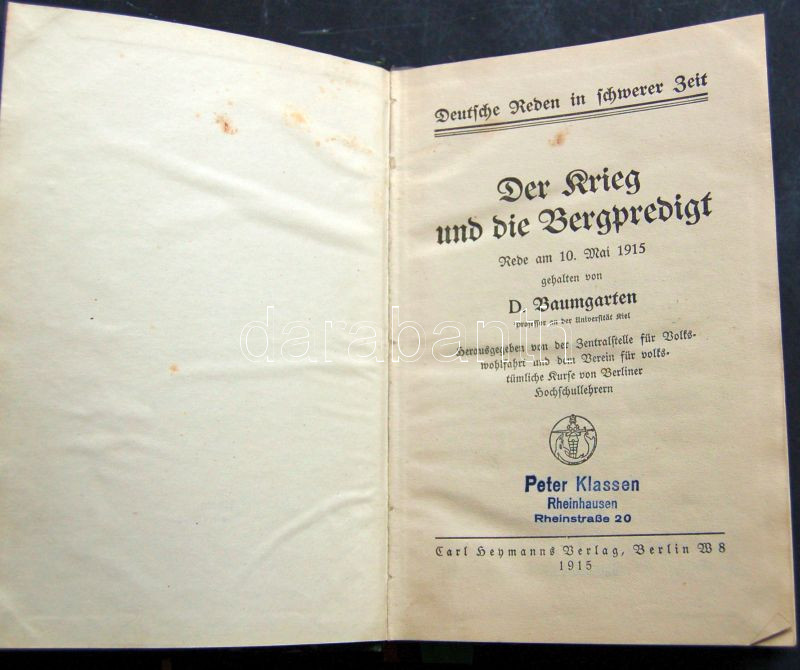 Deutsche Reden in schwerer Zeit
Der Krieg
und die Bergpredigt
Rede am 10. Mai 1915
gehalten von
D. Baumgarten
Professor an der Universität Kiel
Herausgegeben von der Zentralstelle für Volks-
wohlfahrt und dem Verein für volks-
tümliche Kurse von Berliner
Hochschullehrern
Peter Klassen
Rheinhausen
Rheinstraße 20
Carl Heymanns Verlag, Berlin W 8
1915
darabanth